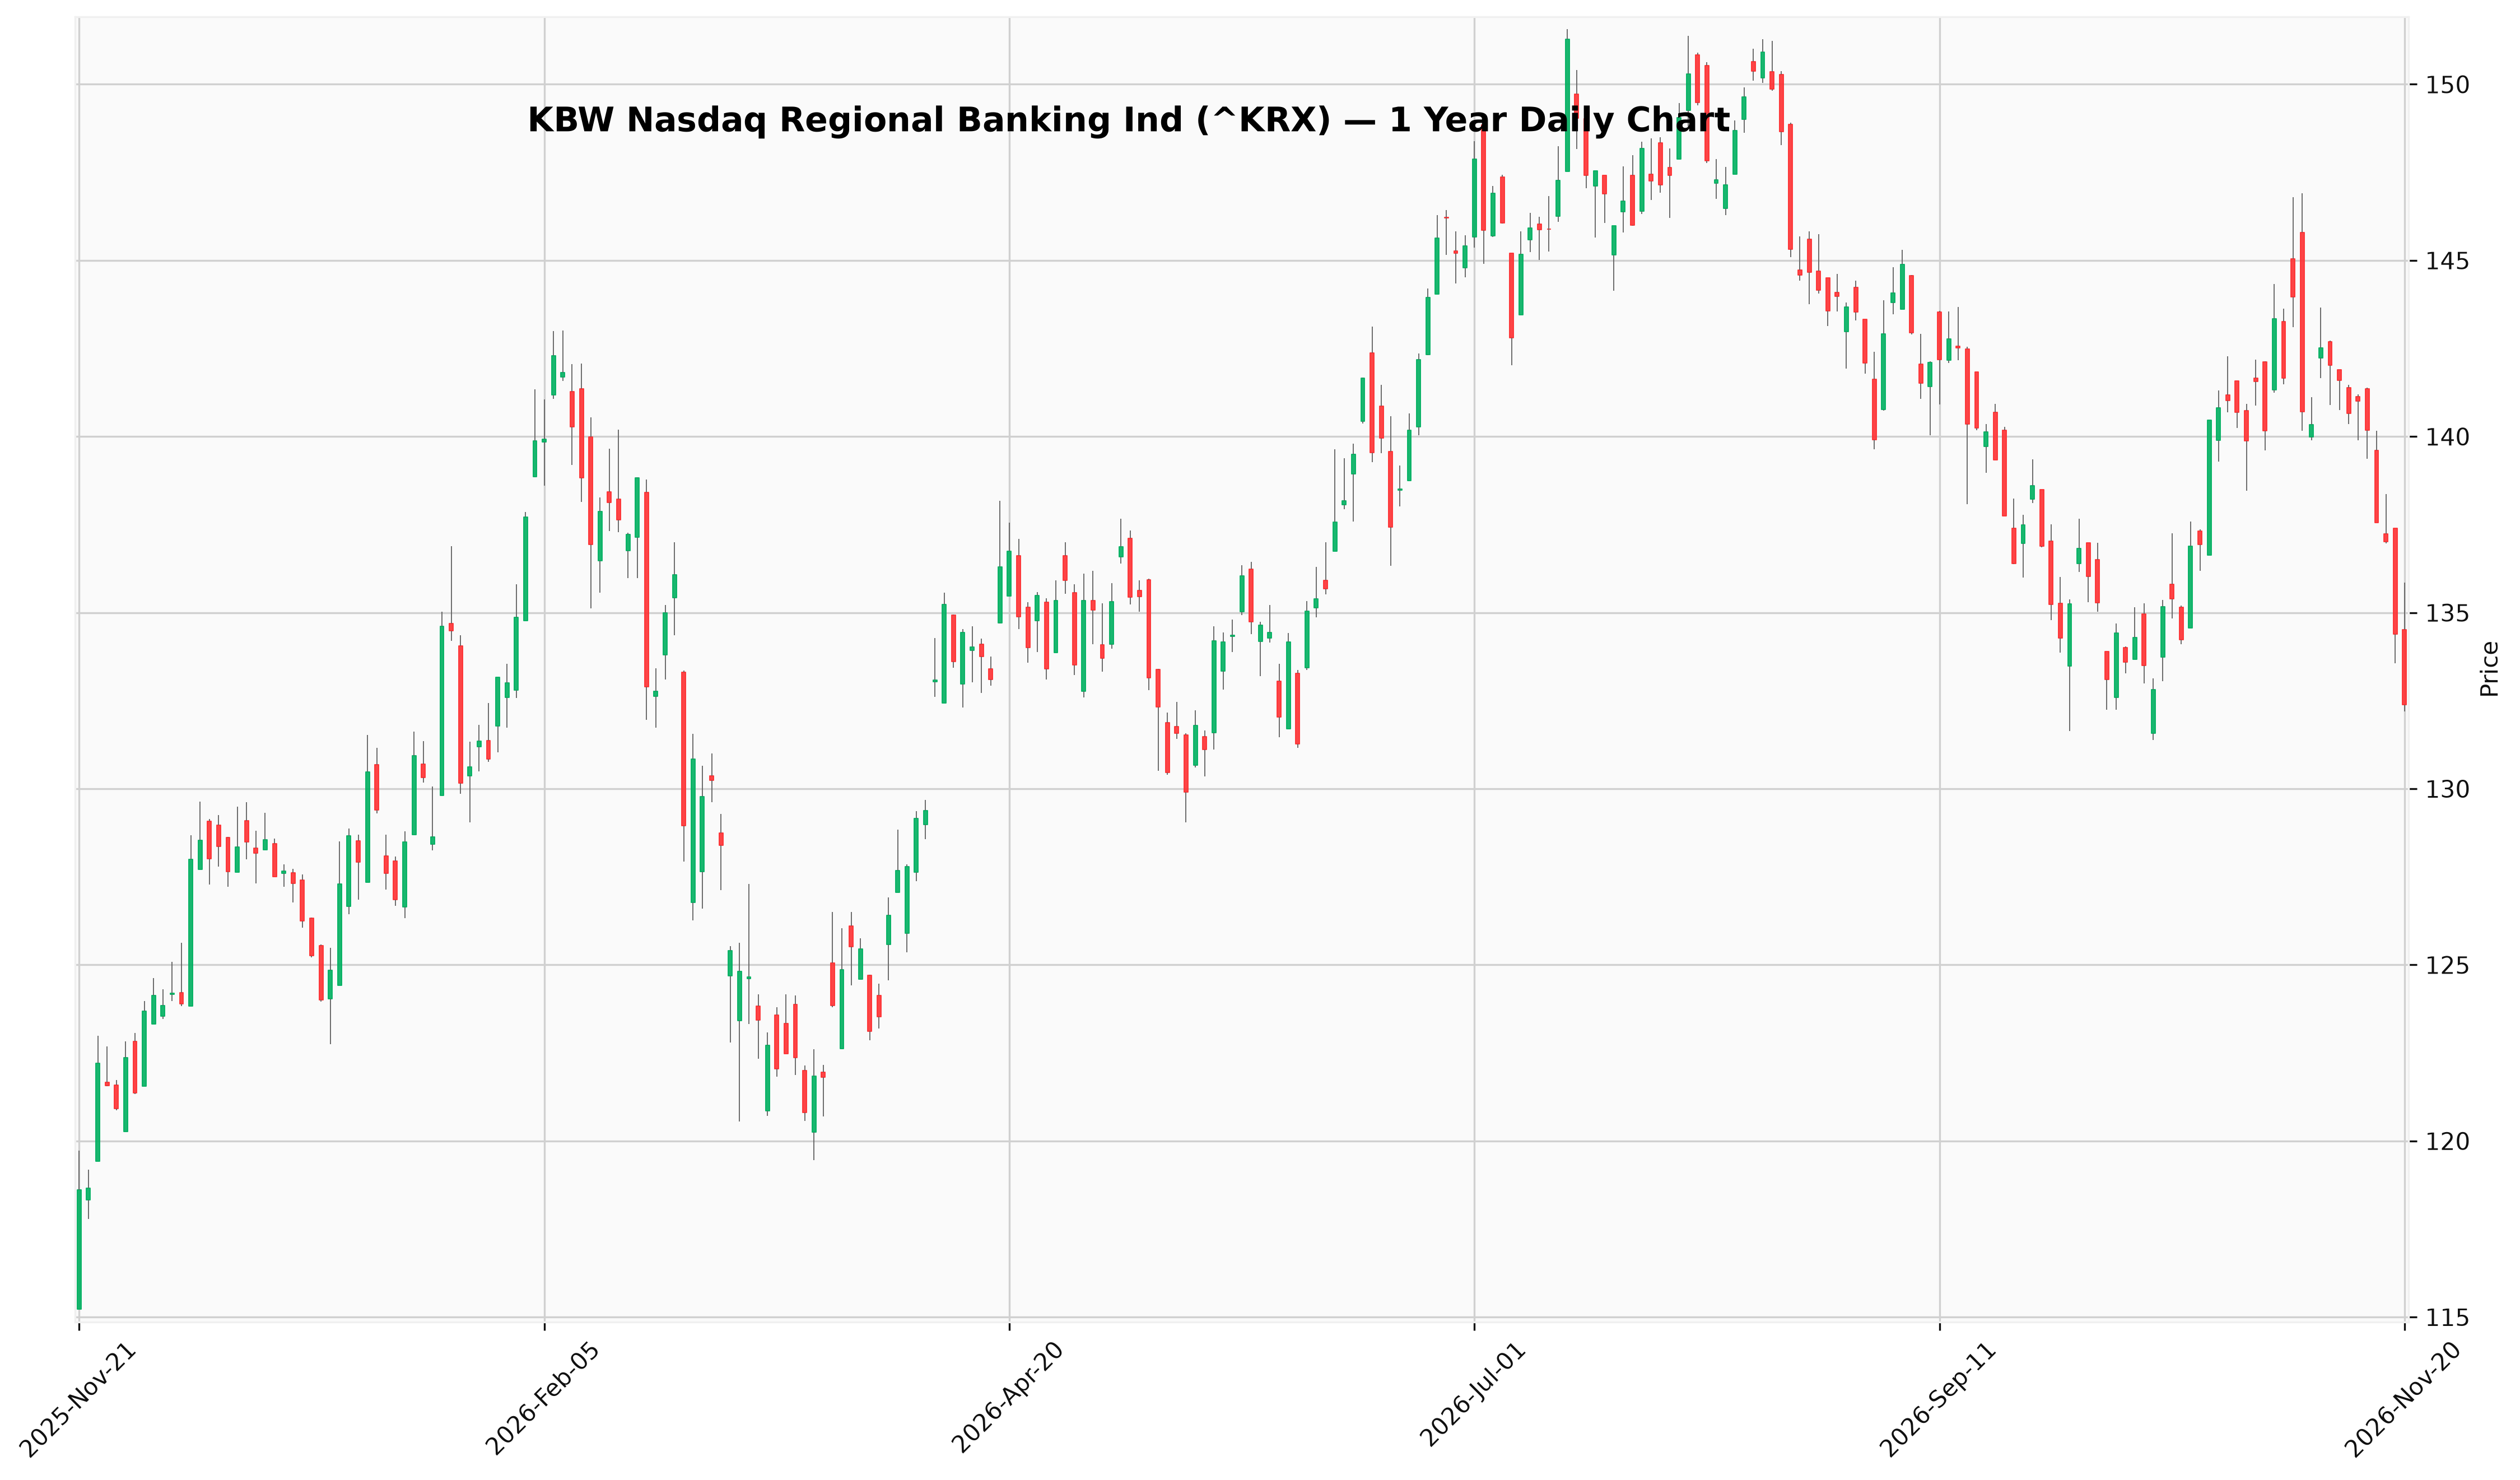 KBW Nasdaq Regional Banking Ind (^KRX) — 1 Year Daily Chart
150
145
140
135
130
125
120
115
Price
2025-Nov-21
2026-Feb-05
2026-Apr-20
2026-Jul-01
2026-Sep-11
2026-Nov-20